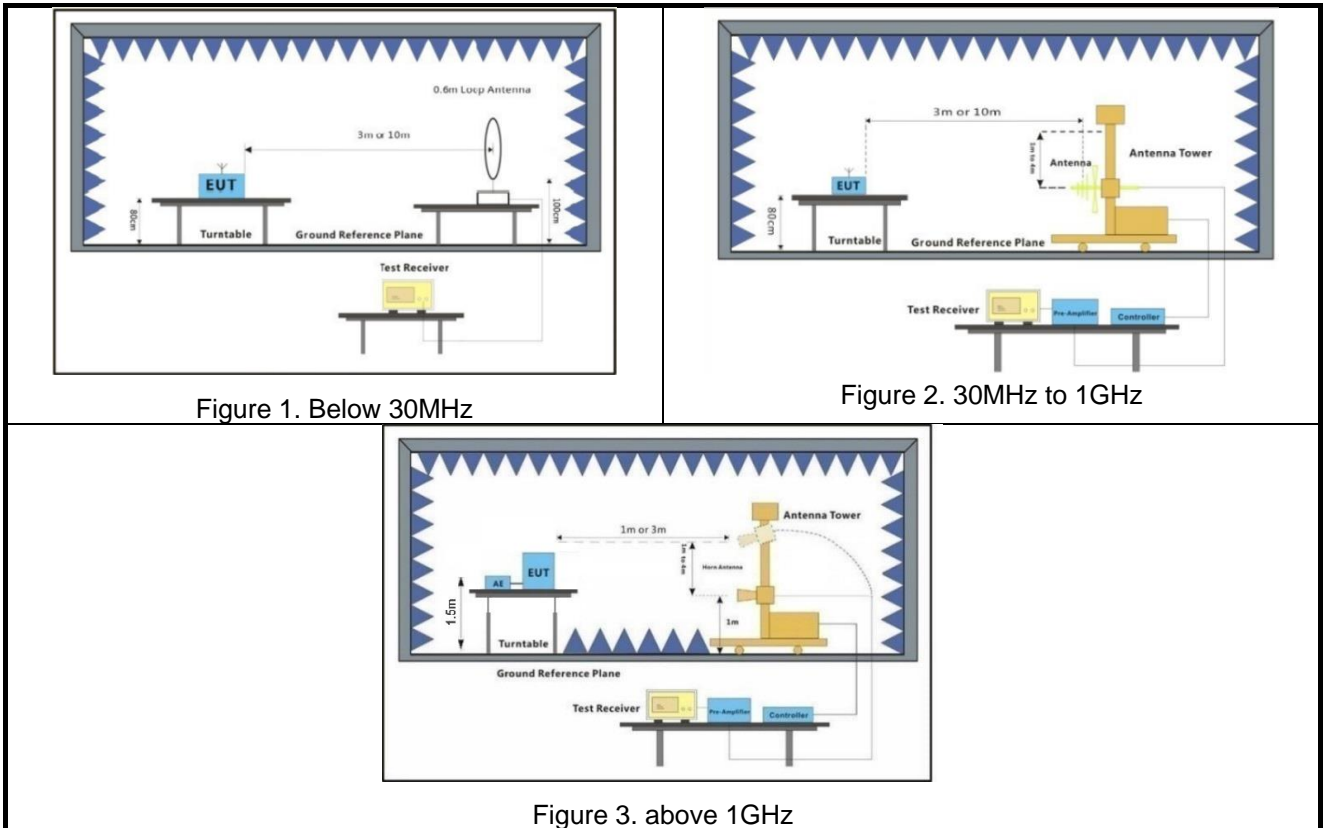 0.6m Loop Antenna
3m or 10m
EUT
80cm
100cm
Turntable
Ground Reference Plane
Test Receiver
Figure 1. Below 30MHz
3m or 10m
1m to 4m
Antenna
Antenna Tower
EUT
80cm
Turntable
Ground Reference Plane
Test Receiver
Pre-Amplifier
Controller
Figure 2. 30MHz to 1GHz
Antenna Tower
1m or 3m
1m to 4m
Horn Antenna
EUT
AE
1.5m
1m
Turntable
Ground Reference Plane
Test Receiver
Pre-Amplifier
Controller
Figure 3. above 1GHz